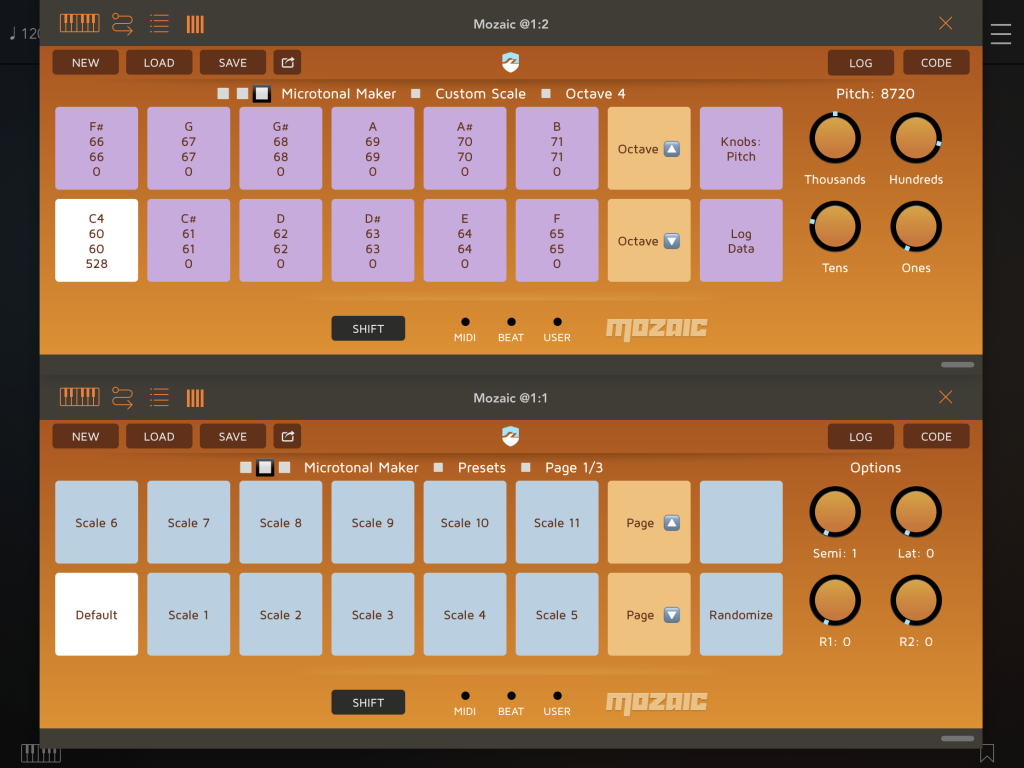 ♩ 120
Mozaic @1:2
NEW
LOAD
SAVE
LOG
CODE
Microtonal Maker
Custom Scale
Octave 4
Pitch: 8720
F#
66
66
0
G
67
67
0
G#
68
68
0
A
69
69
0
A#
70
70
0
B
71
71
0
Octave 🔼
Knobs:
Pitch
Thousands
Hundreds
C4
60
60
528
C#
61
61
0
D
62
62
0
D#
63
63
0
E
64
64
0
F
65
65
0
Octave 🔽
Log
Data
Tens
Ones
SHIFT
MIDI
BEAT
USER
MOZAIC
Mozaic @1:1
NEW
LOAD
SAVE
LOG
CODE
Microtonal Maker
Presets
Page 1/3
Options
Scale 6
Scale 7
Scale 8
Scale 9
Scale 10
Scale 11
Page 🔼
Semi: 1
Lat: 0
Default
Scale 1
Scale 2
Scale 3
Scale 4
Scale 5
Page 🔽
Randomize
R1: 0
R2: 0
SHIFT
MIDI
BEAT
USER
MOZAIC